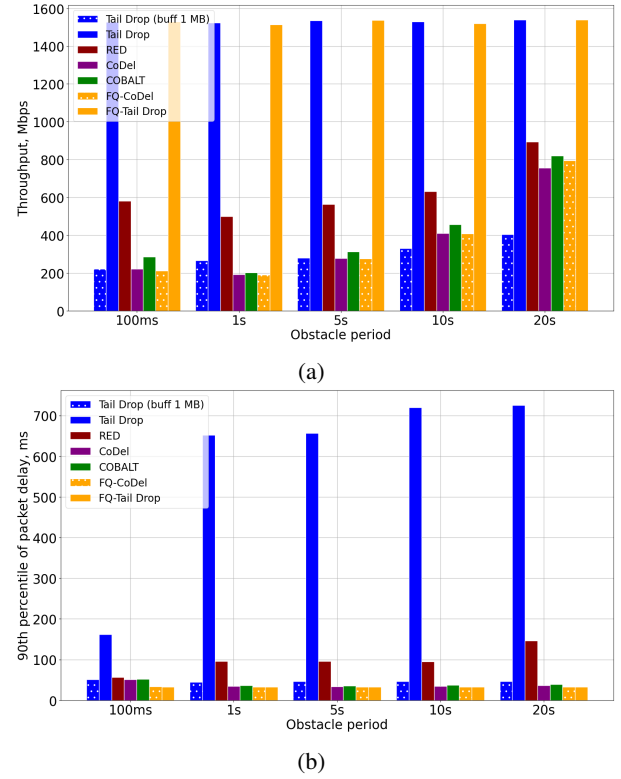 1600
1400
1200
1000
800
600
400
200
0
Throughput, Mbps
Tail Drop (buff 1 MB)
Tail Drop
RED
CoDel
COBALT
FQ-CoDel
FQ-Tail Drop
100ms 1s 5s 10s 20s
Obstacle period
(a)
700
600
500
400
300
200
100
0
90th percentile of packet delay, ms
Tail Drop (buff 1 MB)
Tail Drop
RED
CoDel
COBALT
FQ-CoDel
FQ-Tail Drop
100ms 1s 5s 10s 20s
Obstacle period
(b)